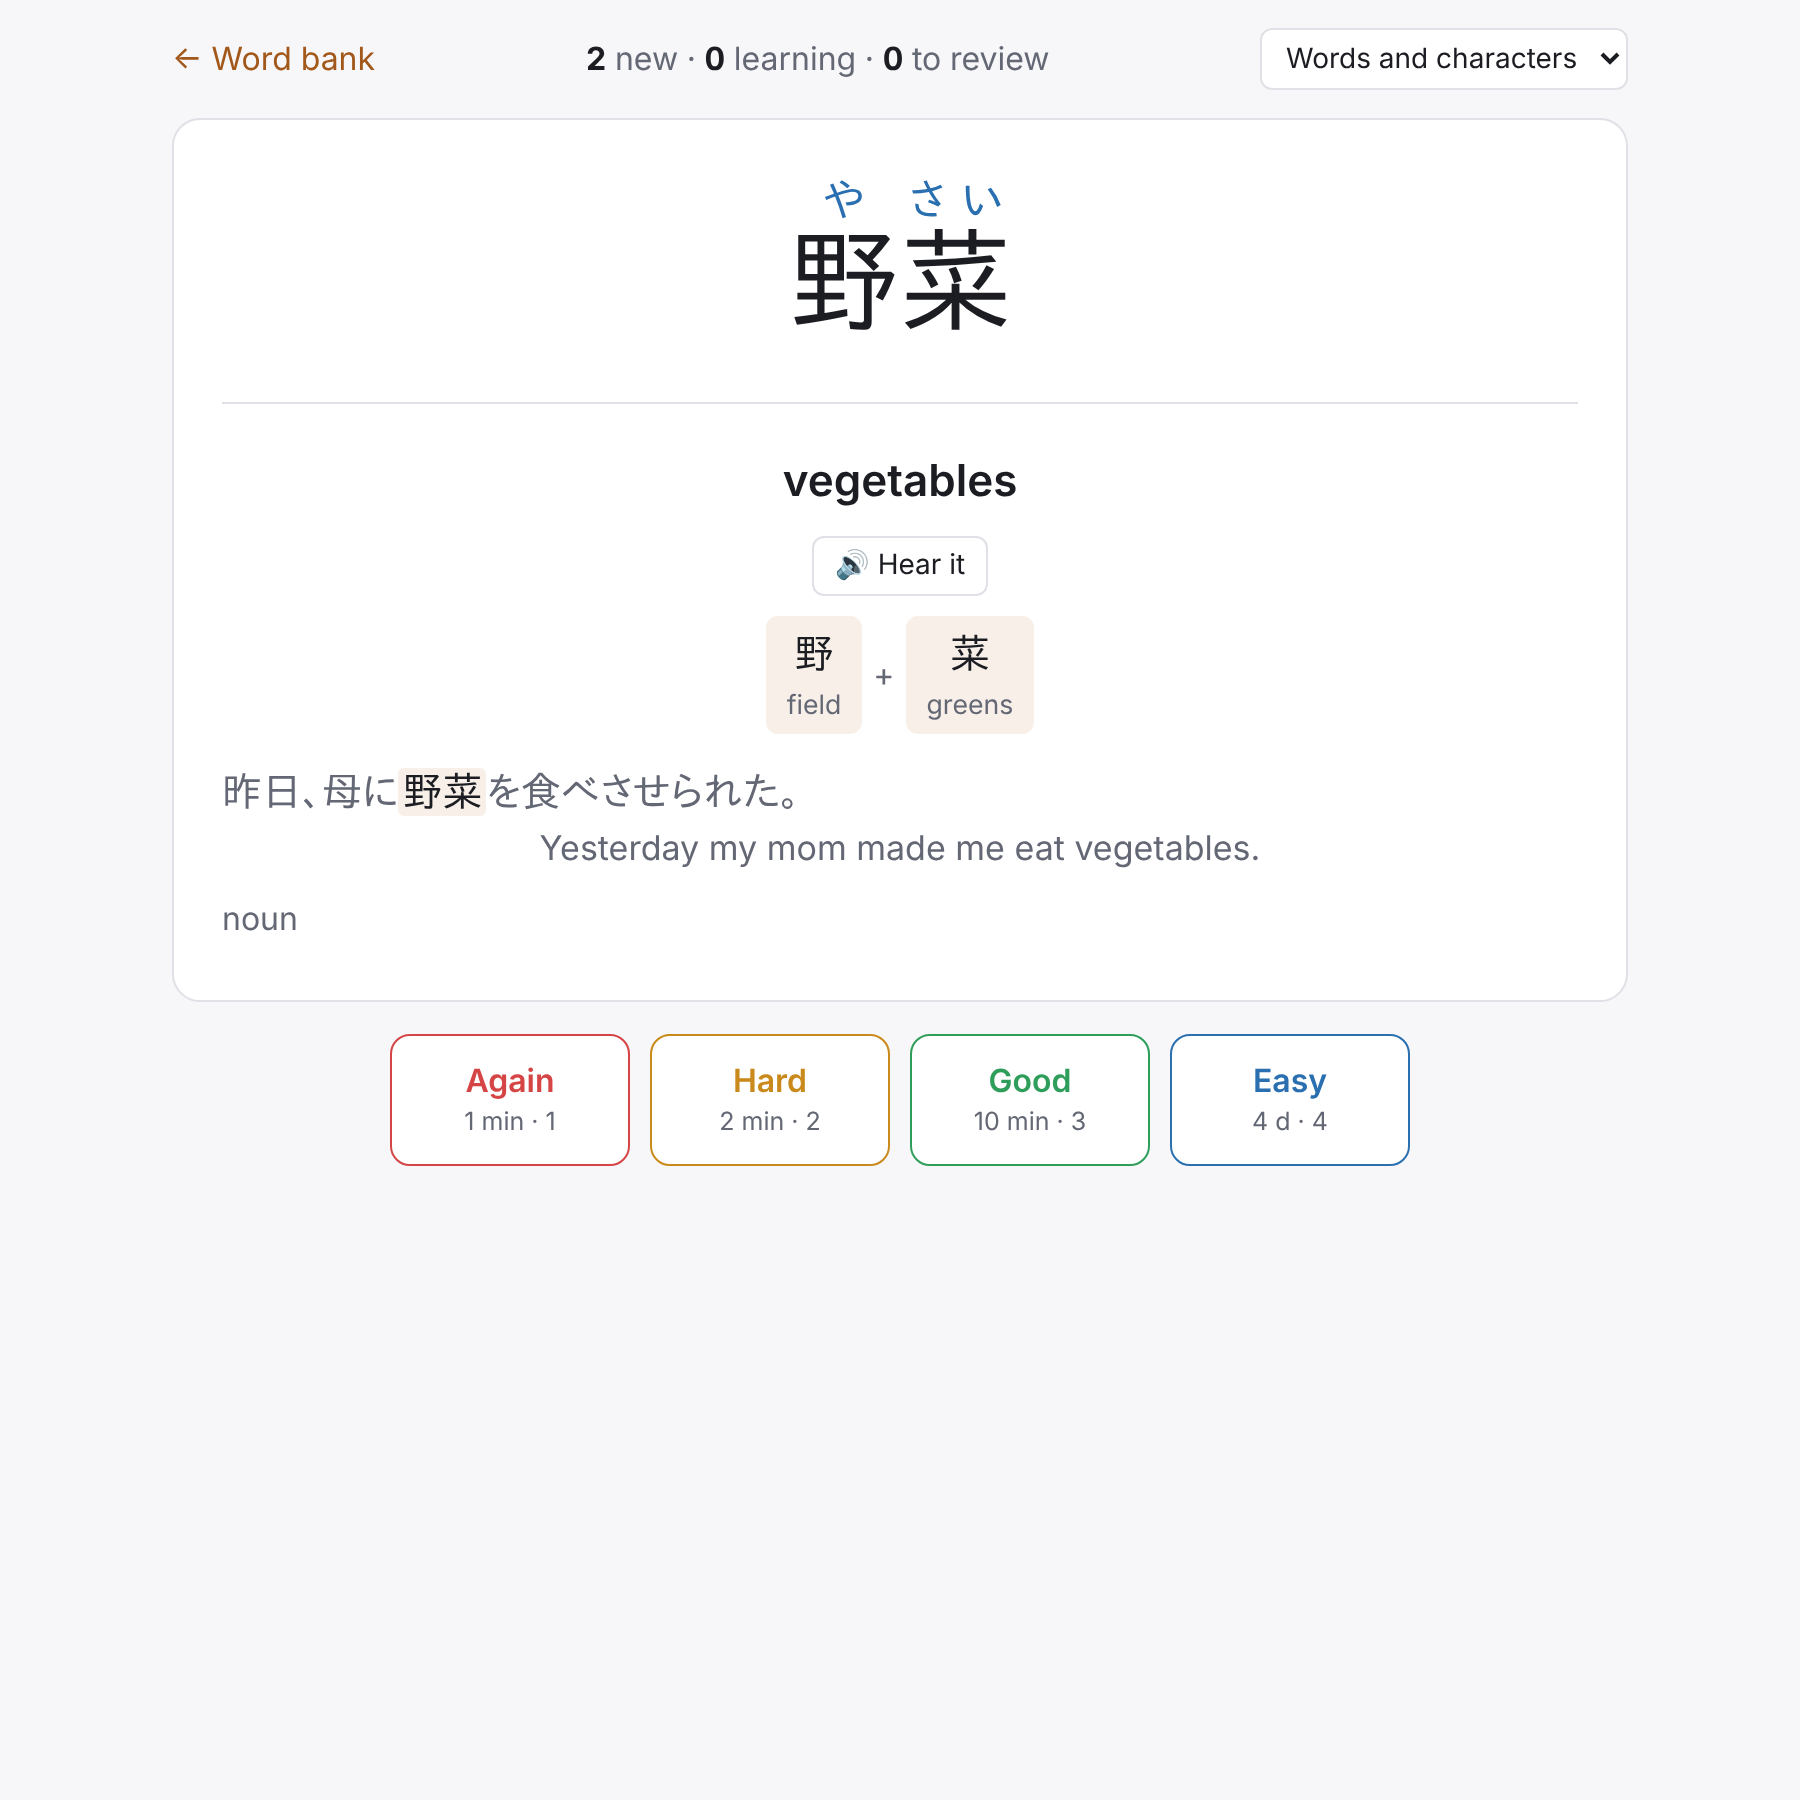 ← Word bank
2 new · 0 learning · 0 to review
Words and characters
やさい
野菜
vegetables
🔊 Hear it
野 + 菜
field greens
昨日、母に野菜を食べさせられた。
Yesterday my mom made me eat vegetables.
noun
Again Hard Good Easy
1 min · 1 2 min · 2 10 min · 3 4 d · 4